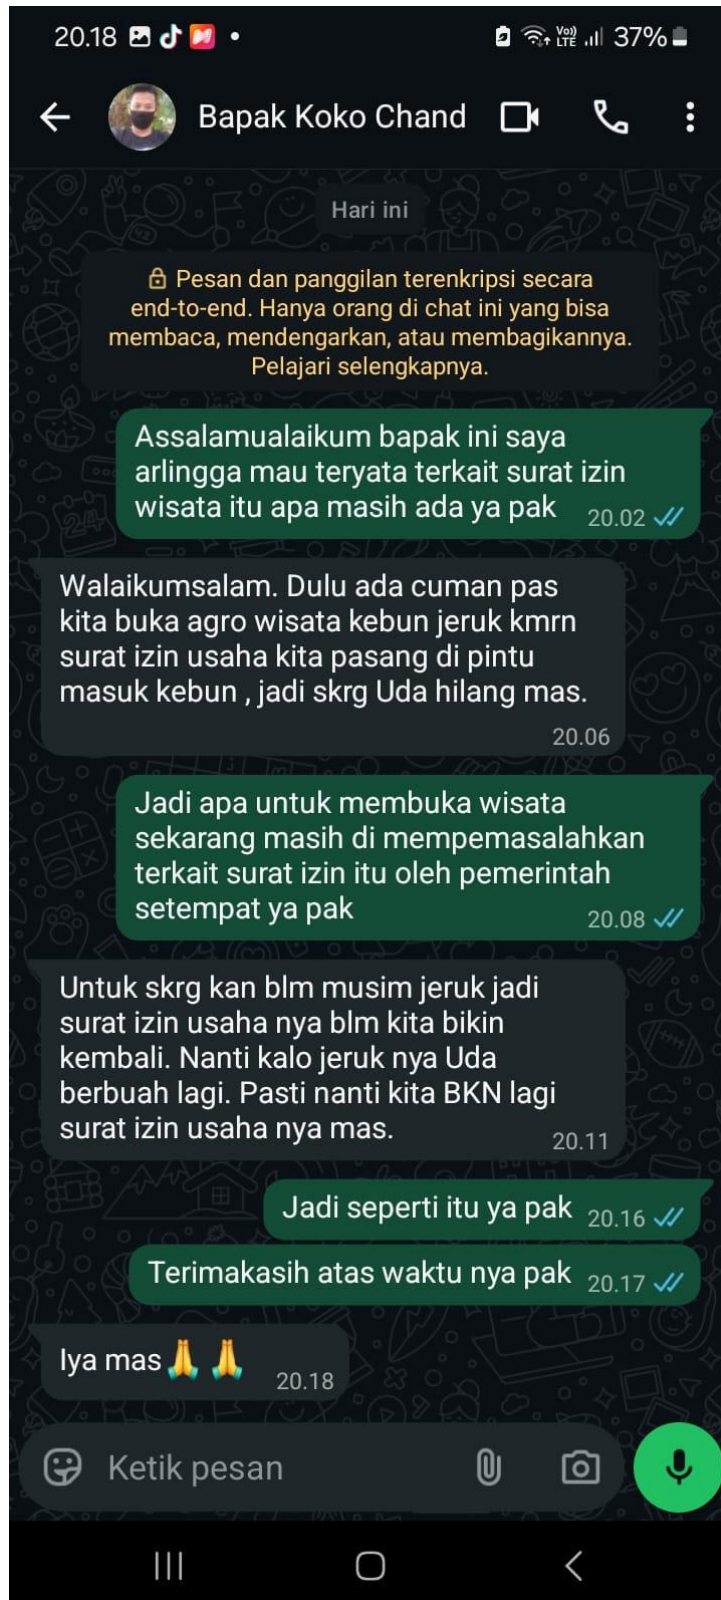 20.18
Vo))
LTE
37%
Bapak Koko Chand
Hari ini
Pesan dan panggilan terenkripsi secara
end-to-end. Hanya orang di chat ini yang bisa
membaca, mendengarkan, atau membagikannya.
Pelajari selengkapnya.
Assalamualaikum bapak ini saya
arlingga mau teryata terkait surat izin
wisata itu apa masih ada ya pak 20.02
Walaikumsalam. Dulu ada cuman pas
kita buka agro wisata kebun jeruk kmrn
surat izin usaha kita pasang di pintu
masuk kebun , jadi skrg Uda hilang mas.
20.06
Jadi apa untuk membuka wisata
sekarang masih di mempemasalahkan
terkait surat izin itu oleh pemerintah
setempat ya pak 20.08
Untuk skrg kan blm musim jeruk jadi
surat izin usaha nya blm kita bikin
kembali. Nanti kalo jeruk nya Uda
berbuah lagi. Pasti nanti kita BKN lagi
surat izin usaha nya mas. 20.11
Jadi seperti itu ya pak 20.16
Terimakasih atas waktu nya pak 20.17
Iya mas🙏🙏 20.18
Ketik pesan